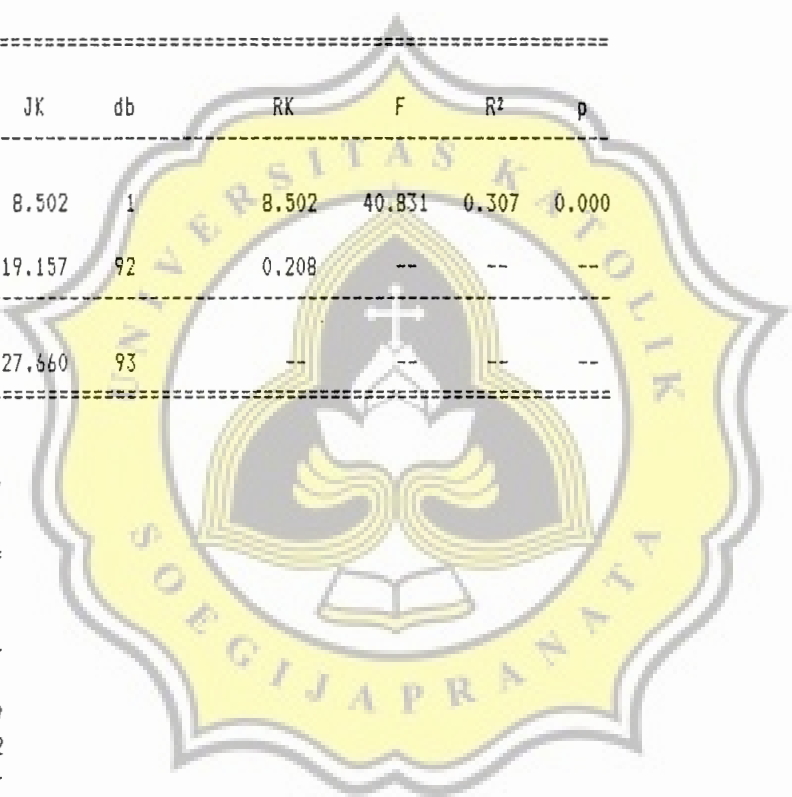 JK db RK F R² p
8.502 1 8.502 40.831 0.307 0.000
19.157 92 0.208 -- -- --
27.660 93 -- -- -- --
UNIVERSITAS KATOLIK
SOEGIJAPRANATA
2